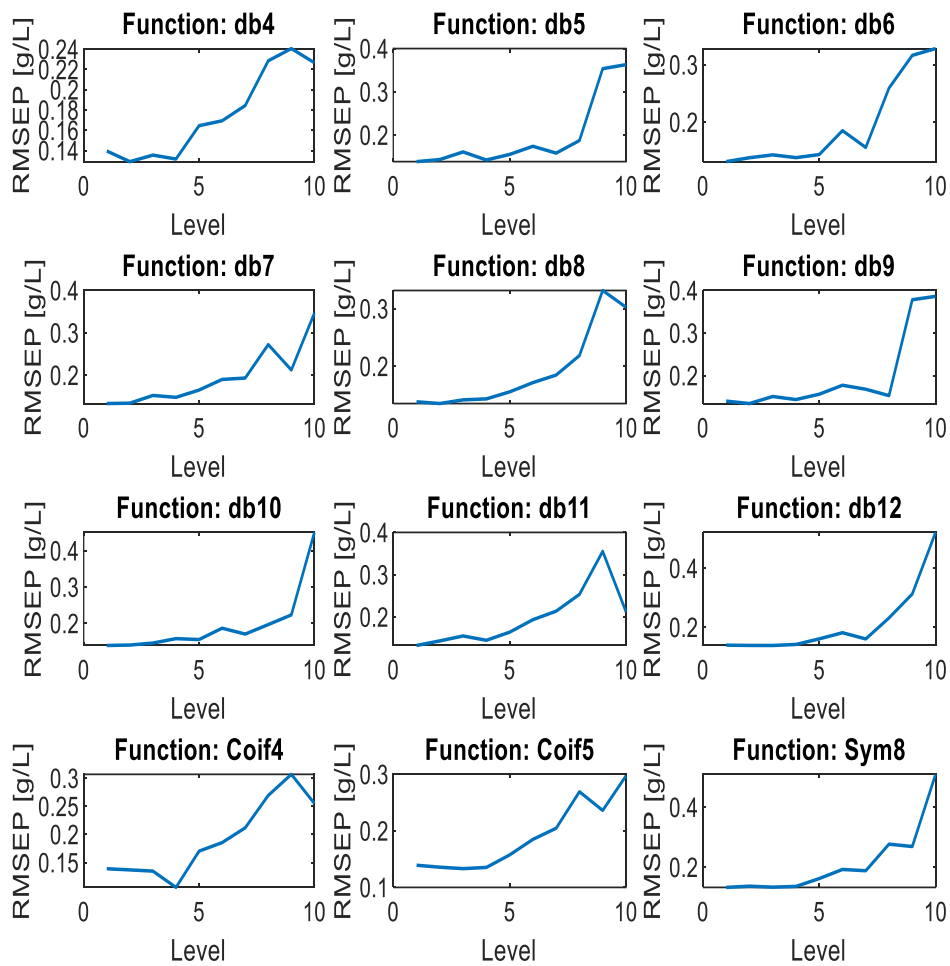 Function: db4
RMSEP [g/L]
0.24
0.22
0.2
0.18
0.16
0.14
0 5 10
Level
Function: db5
RMSEP [g/L]
0.4
0.3
0.2
0 5 10
Level
Function: db6
RMSEP [g/L]
0.3
0.2
0 5 10
Level
Function: db7
RMSEP [g/L]
0.4
0.3
0.2
0 5 10
Level
Function: db8
RMSEP [g/L]
0.3
0.2
0 5 10
Level
Function: db9
RMSEP [g/L]
0.4
0.3
0.2
0 5 10
Level
Function: db10
RMSEP [g/L]
0.4
0.3
0.2
0 5 10
Level
Function: db11
RMSEP [g/L]
0.4
0.3
0.2
0 5 10
Level
Function: db12
RMSEP [g/L]
0.4
0.2
0 5 10
Level
Function: Coif4
RMSEP [g/L]
0.3
0.25
0.2
0.15
0 5 10
Level
Function: Coif5
RMSEP [g/L]
0.3
0.2
0.1
0 5 10
Level
Function: Sym8
RMSEP [g/L]
0.4
0.2
0 5 10
Level